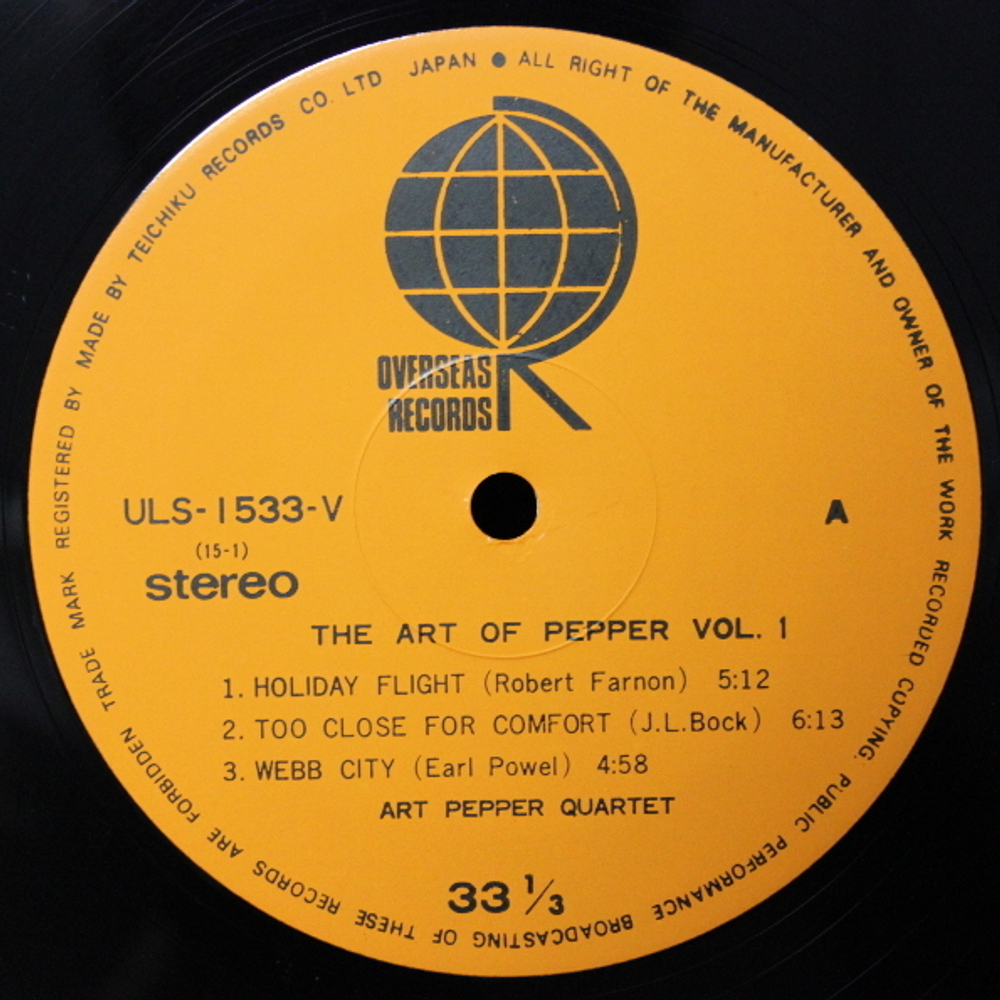 TRADE MARK REGISTERED BY MADE BY TEICHIKU RECORDS CO. LTD JAPAN ● ALL RIGHT OF THE MANUFACTURER AND OWNER OF THE WORK RECORDED COPYING. PUBLIC PERFORMANCE BROADCASTING OF THESE RECORDS ARE FORBIDDEN
OVERSEAS
RECORDS
ULS-1533-V
A
(15-1)
stereo
THE ART OF PEPPER VOL. 1
1. HOLIDAY FLIGHT (Robert Farnon) 5:12
2. TOO CLOSE FOR COMFORT (J.L.Bock) 6:13
3. WEBB CITY (Earl Powel) 4:58
ART PEPPER QUARTET
33 1/3